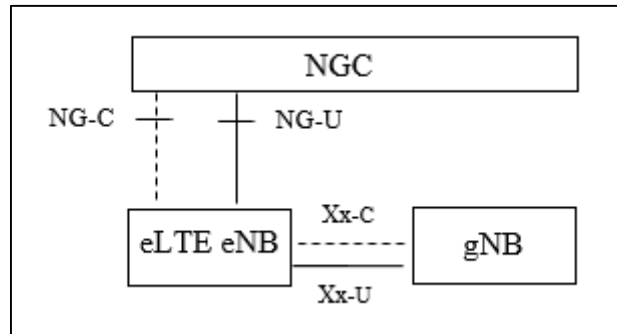 NGC
NG-C NG-U
Xx-C
eLTE eNB gNB
Xx-U